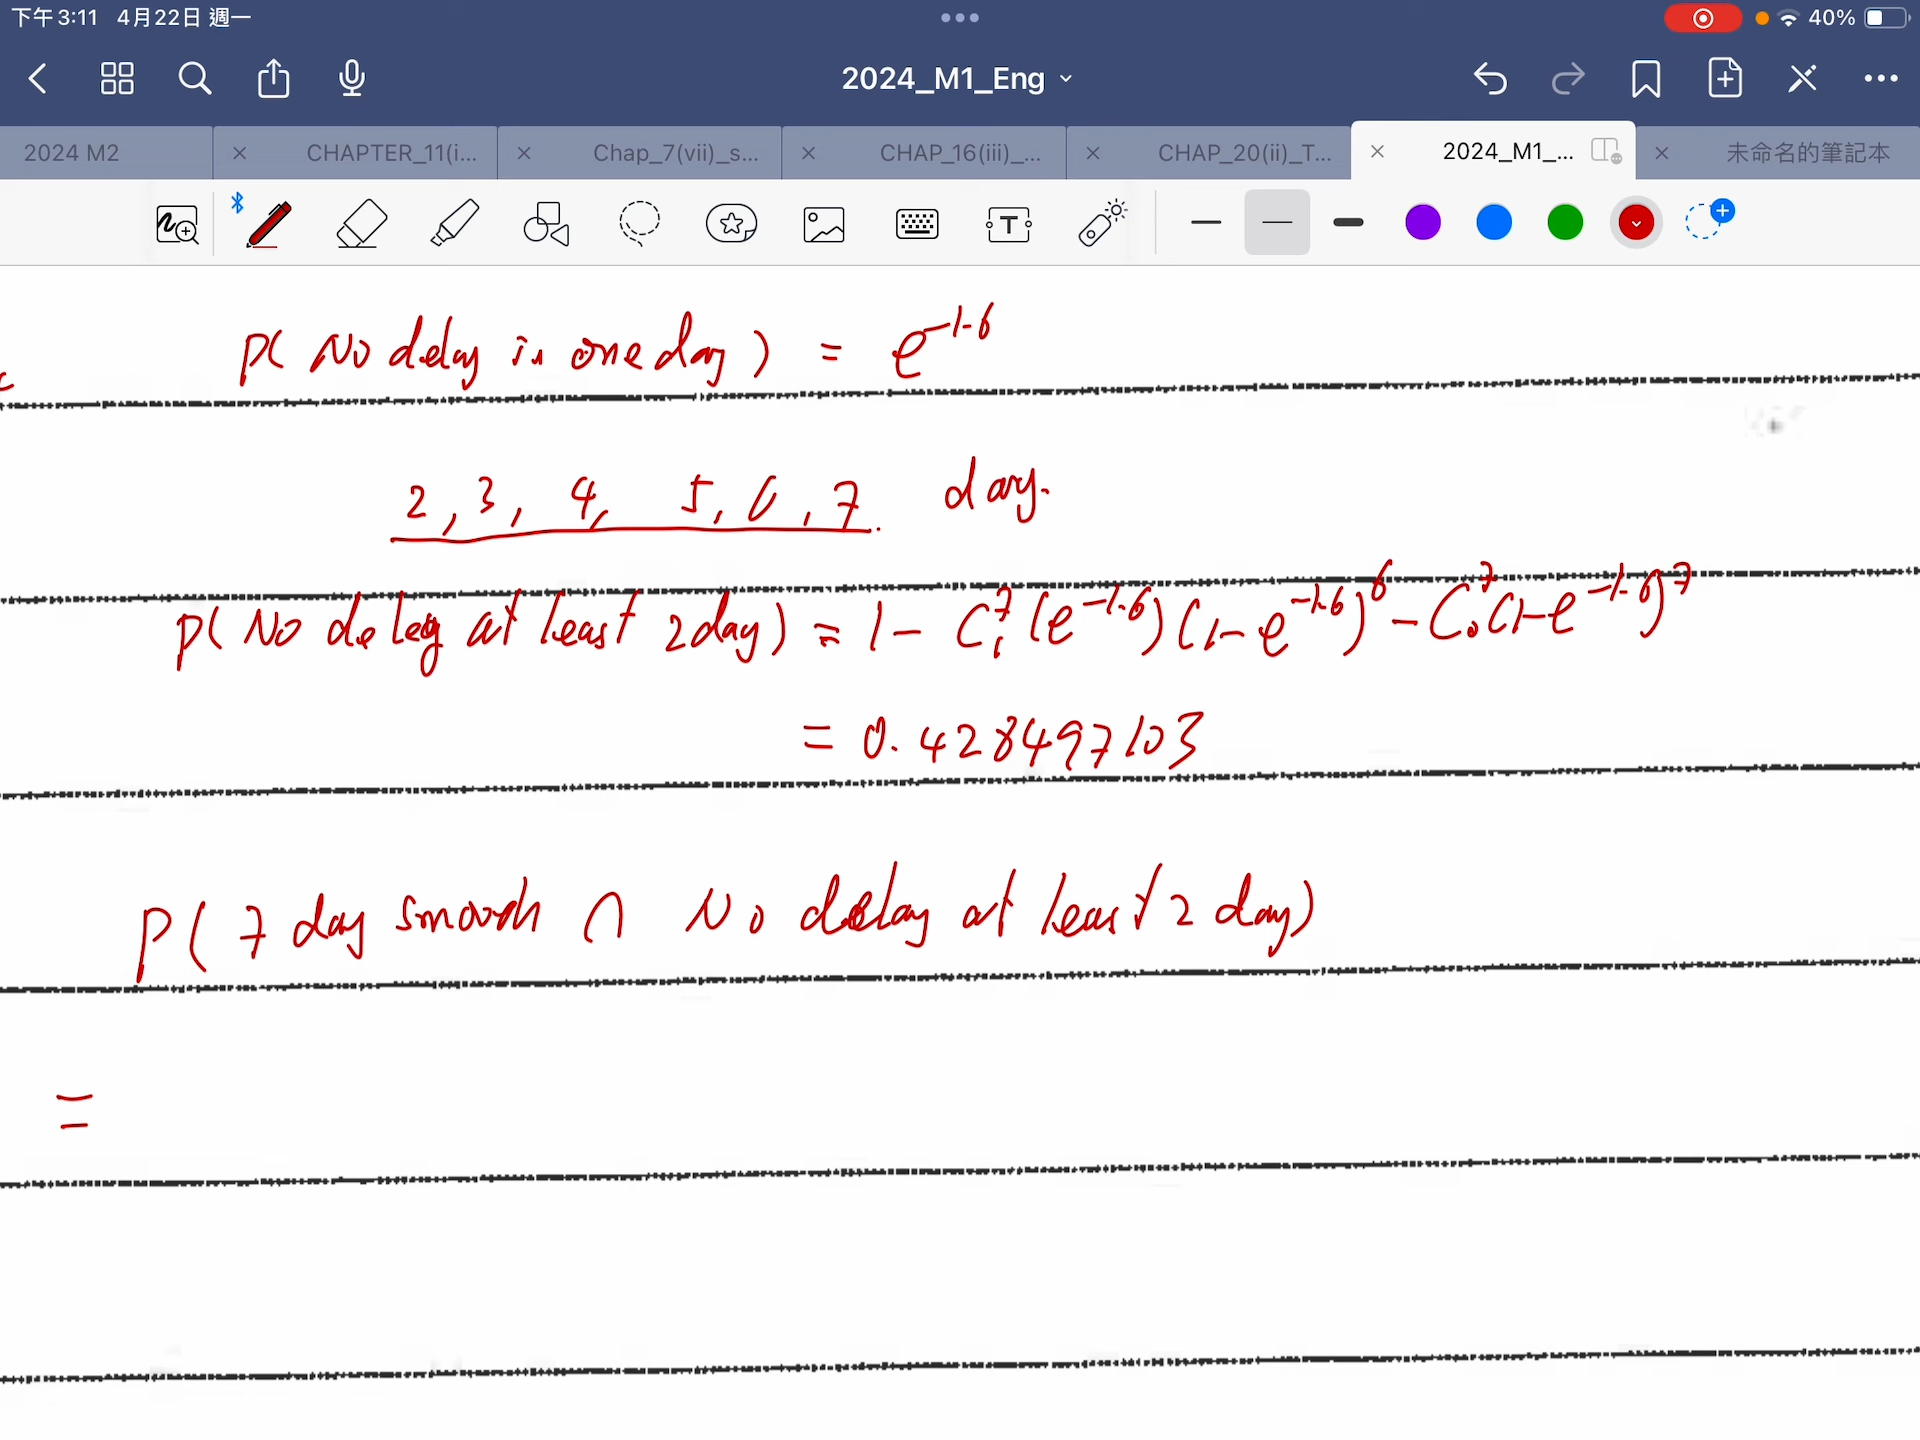 下午3:11 4月22日 週一
40%
2024_M1_Eng
2024 M2
CHAPTER_11(i...
Chap_7(vii)_s...
CHAP_16(iii)_...
CHAP_20(ii)_T...
2024_M1_...
未命名的筆記本
P( No delay in one day ) = e^-1.6
2, 3, 4, 5, 6, 7. day.
P( No delay at least 2 day ) = 1 - C₁⁷ (e^-1.6) (1-e^-1.6)^6 - C₀⁷ (1-e^-1.6)^7
= 0.428497103
P( 7 day smooth ∩ No delay at least 2 day)
=